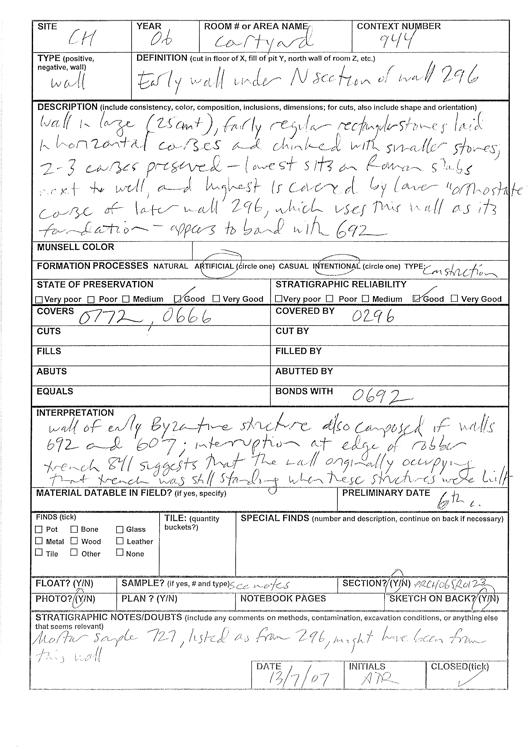 SITE YEAR ROOM # or AREA NAME CONTEXT NUMBER
CH 06 courtyard 944
TYPE (positive, negative, wall) DEFINITION (cut in floor of X, fill of pit Y, north wall of room Z, etc.)
wall Early wall under N section of wall 296
DESCRIPTION (include consistency, color, composition, inclusions, dimensions; for cuts, also include shape and orientation)
Wall in large (25cm+), fairly regular rectangular stones laid
in horizontal courses and chinked with smaller stones;
2-3 courses preserved – lowest sits on Roman slabs
next to well, and highest is covered by lower "orthostate
course of later wall 296, which uses this wall as its
foundation – appears to bond with 692
MUNSELL COLOR
FORMATION PROCESSES NATURAL ARTIFICIAL (circle one) CASUAL INTENTIONAL (circle one) TYPE: Construction
STATE OF PRESERVATION STRATIGRAPHIC RELIABILITY
Very poor Poor Medium Good Very Good Very poor Poor Medium Good Very Good
COVERS 0772, 0666 COVERED BY 0296
CUTS CUT BY
FILLS FILLED BY
ABUTS ABUTTED BY
EQUALS BONDS WITH 0692
INTERPRETATION
wall of early Byzantine structure also composed of walls
692 and 607; interruption at edge of robber
trench 841 suggests that the wall originally occupying
that trench was still standing when these structures were built
MATERIAL DATABLE IN FIELD? (if yes, specify) PRELIMINARY DATE
6th c.
FINDS (tick) TILE: (quantity buckets?) SPECIAL FINDS (number and description, continue on back if necessary)
Pot Bone Glass
Metal Wood Leather
Tile Other None
FLOAT? (Y/N) SAMPLE? (if yes, # and type) see notes SECTION? (Y/N) ARCH06SR0123
PHOTO? (Y/N) PLAN ? (Y/N) NOTEBOOK PAGES SKETCH ON BACK? (Y/N)
STRATIGRAPHIC NOTES/DOUBTS (include any comments on methods, contamination, excavation conditions, or anything else that seems relevant)
Mortar sample 727, listed as from 296, might have been from
this wall
DATE INITIALS CLOSED(tick)
13/7/07 ATR